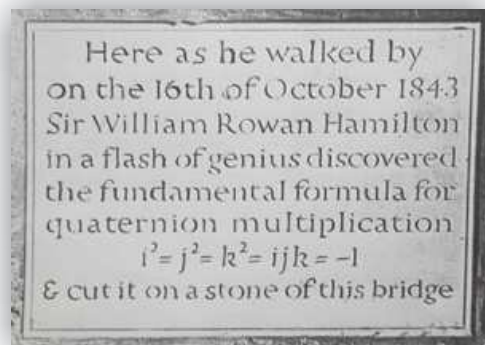 Here as he walked by
on the 16th of October 1843
Sir William Rowan Hamilton
in a flash of genius discovered
the fundamental formula for
quaternion multiplication
i² = j² = k² = ijk = −1
& cut it on a stone of this bridge